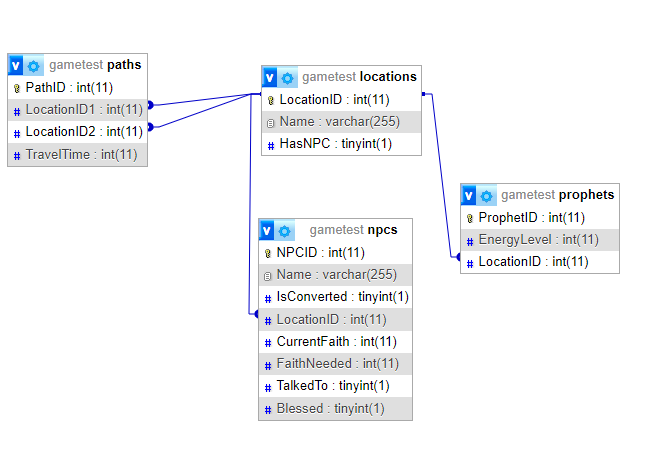 v gametest paths
PathID : int(11)
# LocationID1 : int(11)
# LocationID2 : int(11)
# TravelTime : int(11)
v gametest locations
LocationID : int(11)
Name : varchar(255)
# HasNPC : tinyint(1)
v gametest prophets
ProphetID : int(11)
# EnergyLevel : int(11)
# LocationID : int(11)
v gametest npcs
NPCID : int(11)
Name : varchar(255)
# IsConverted : tinyint(1)
# LocationID : int(11)
# CurrentFaith : int(11)
# FaithNeeded : int(11)
# TalkedTo : tinyint(1)
# Blessed : tinyint(1)